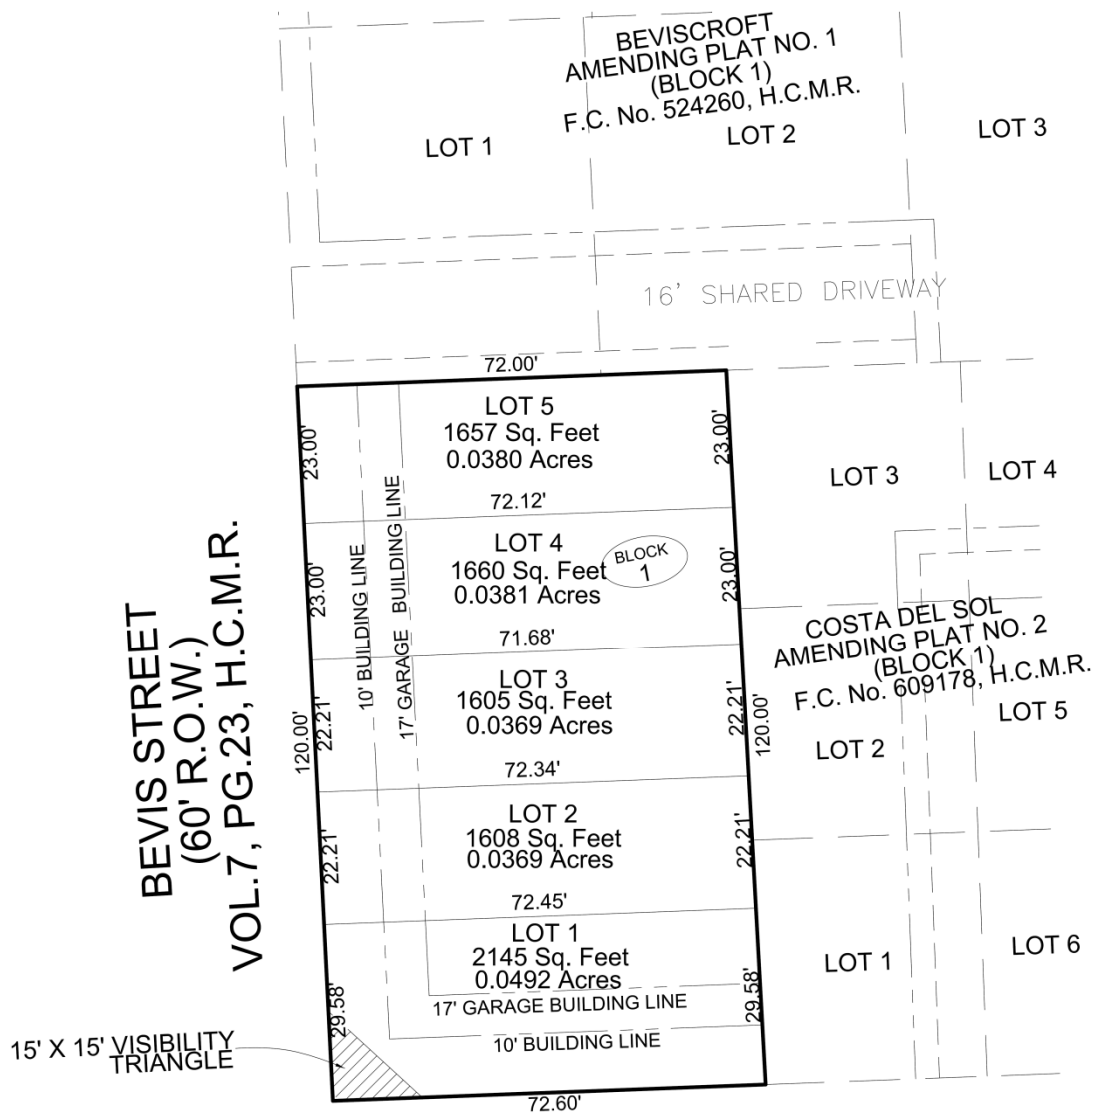 BEVISCROFT
AMENDING PLAT NO. 1
(BLOCK 1)
F.C. No. 524260, H.C.M.R.
LOT 1
LOT 2
LOT 3
16' SHARED DRIVEWAY
72.00'
LOT 5
1657 Sq. Feet
0.0380 Acres
23.00'
23.00'
72.12'
LOT 4
1660 Sq. Feet
0.0381 Acres
BLOCK
1
23.00'
23.00'
71.68'
10' BUILDING LINE
17' GARAGE BUILDING LINE
LOT 3
1605 Sq. Feet
0.0369 Acres
22.21'
22.21'
120.00'
120.00'
72.34'
LOT 2
1608 Sq. Feet
0.0369 Acres
22.21'
22.21'
72.45'
LOT 1
2145 Sq. Feet
0.0492 Acres
17' GARAGE BUILDING LINE
10' BUILDING LINE
29.58'
29.58'
72.60'
15' X 15' VISIBILITY
TRIANGLE
BEVIS STREET
(60' R.O.W.)
VOL.7, PG.23, H.C.M.R.
LOT 3
LOT 4
COSTA DEL SOL
AMENDING PLAT NO. 2
(BLOCK 1)
F.C. No. 609178, H.C.M.R.
LOT 5
LOT 2
LOT 1
LOT 6